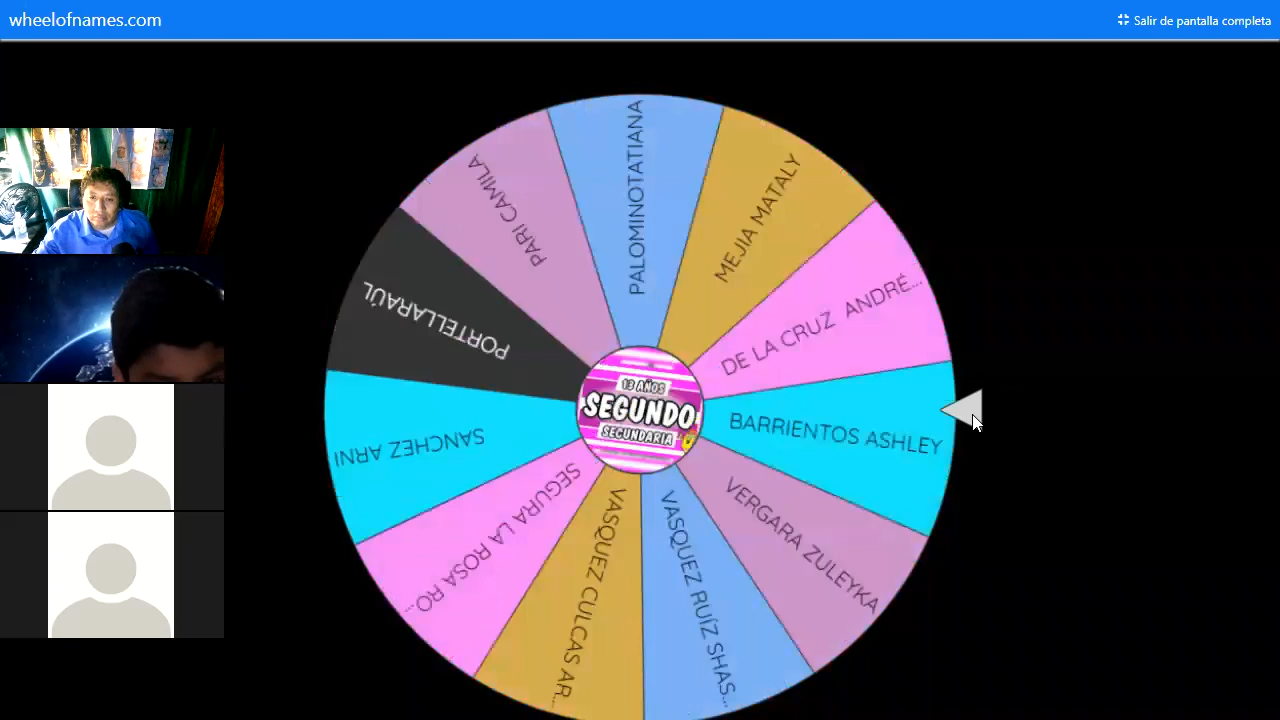 wheelofnames.com
Salir de pantalla completa
PALOMINOTATIANA
MEJIA MATALY
DE LA CRUZ ANDRÉ...
BARRIENTOS ASHLEY
VERGARA ZULEYKA
VASQUEZ RUÍZ SHAS...
VASQUEZ CULCAS AR...
SEGURA LA ROSA RO...
SANCHEZ ARNI
PORTELLARAÚL
PARI CAMILA
13 AÑOS
SEGUNDO
SECUNDARIA